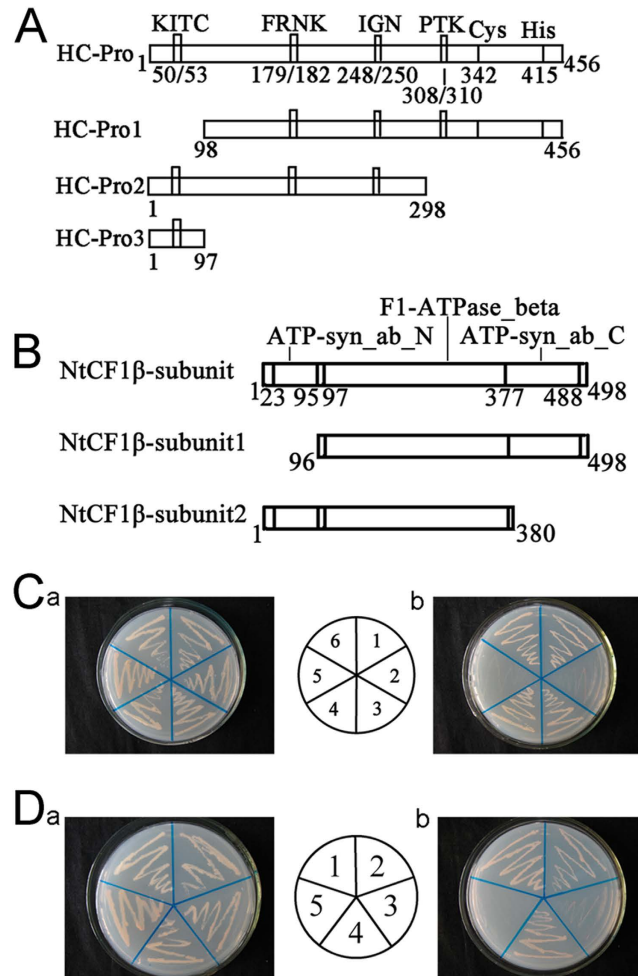 A
KITC FRNK IGN PTK Cys His
HC-Pro
1 50/53 179/182 248/250 342 415 456
308/310
HC-Pro1
98 456
HC-Pro2
1 298
HC-Pro3
1 97
B
F1-ATPase_beta
ATP-syn_ab_N ATP-syn_ab_C
NtCF1β-subunit
1 23 95 97 377 488 498
NtCF1β-subunit1
96 498
NtCF1β-subunit2
1 380
C a b
6 1
5 2
4 3
D a b
1 2
5 3
4